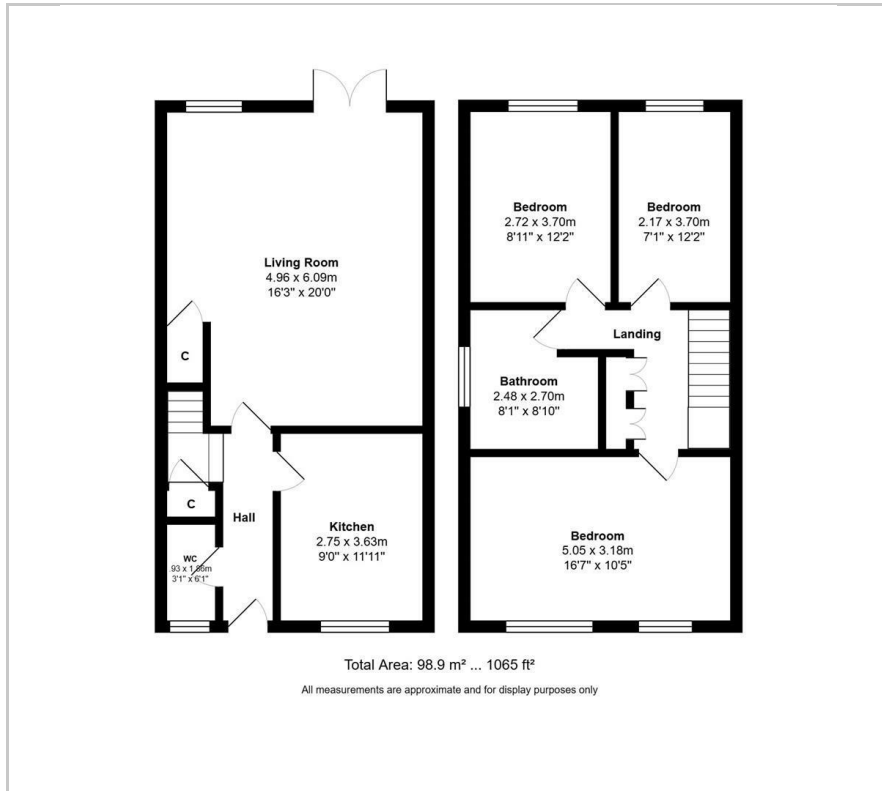 Living Room
4.96 x 6.09m
16'3" x 20'0"
C
C
Hall
Kitchen
2.75 x 3.63m
9'0" x 11'11"
WC
.93 x
3'1" x 6'1"
Bedroom
2.72 x 3.70m
8'11" x 12'2"
Bedroom
2.17 x 3.70m
7'1" x 12'2"
Landing
Bathroom
2.48 x 2.70m
8'1" x 8'10"
Bedroom
5.05 x 3.18m
16'7" x 10'5"
Total Area: 98.9 m² ... 1065 ft²
All measurements are approximate and for display purposes only